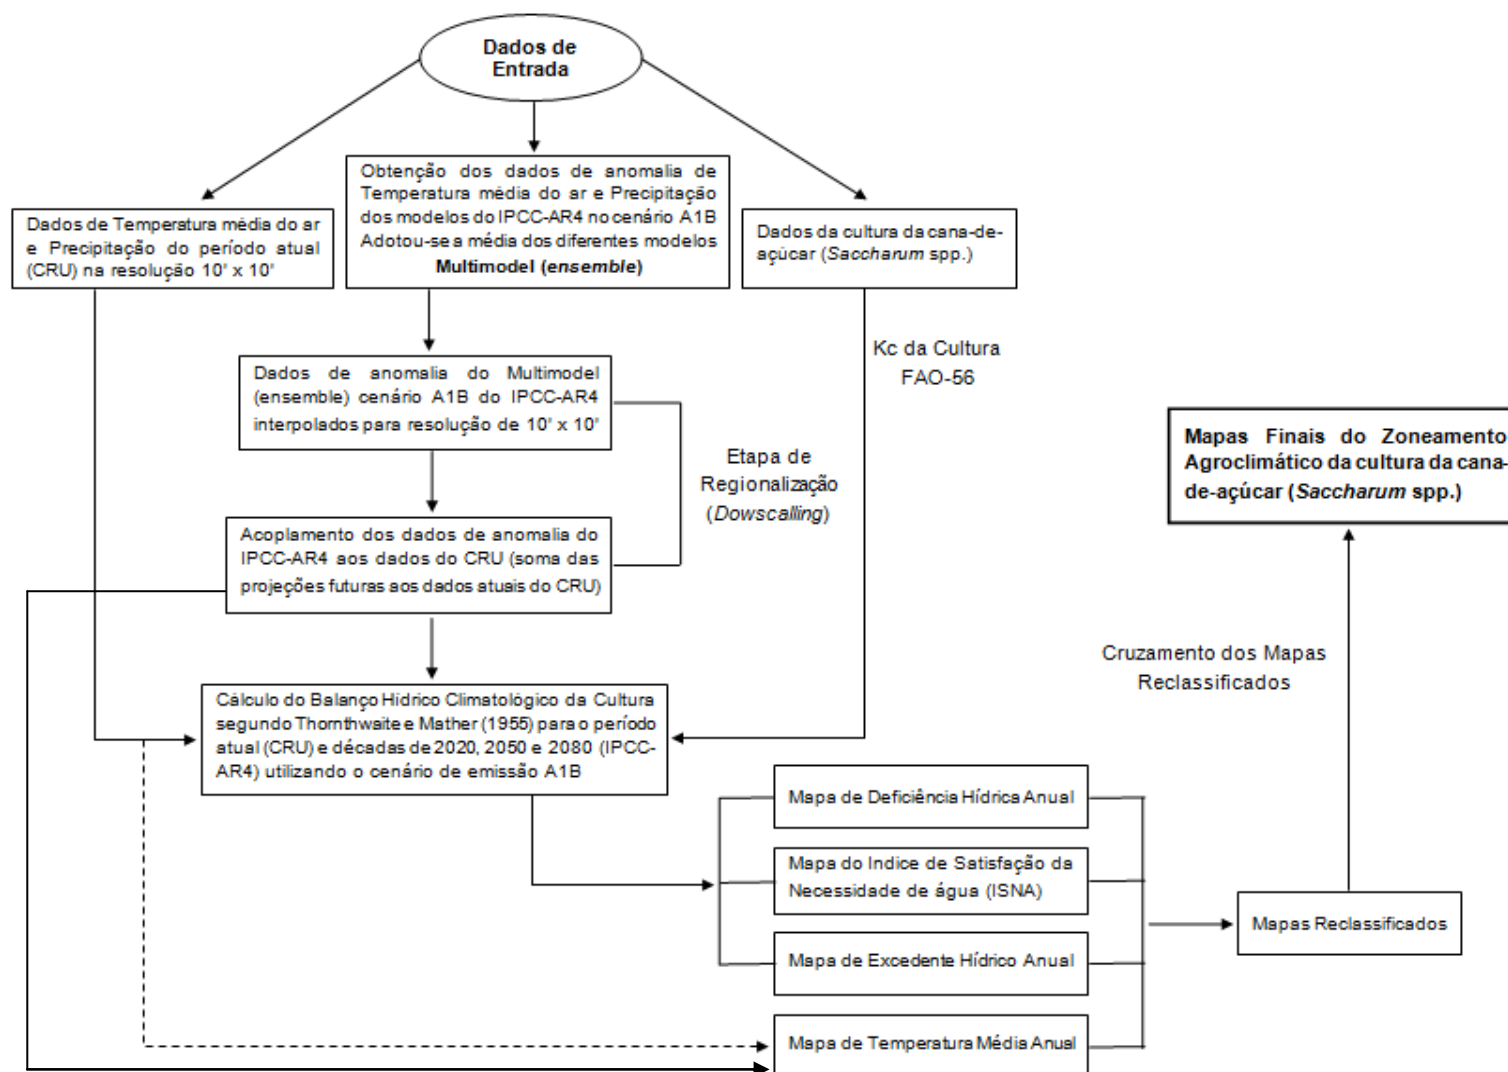 Dados de
Entrada
Dados de Temperatura média do ar
e Precipitação do período atual
(CRU) na resolução 10' x 10'
Obtenção dos dados de anomalia de
Temperatura média do ar e Precipitação
dos modelos do IPCC-AR4 no cenário A1B
Adotou-se a média dos diferentes modelos
Multimodel (ensemble)
Dados da cultura da cana-de-
açúcar (Saccharum spp.)
Kc da Cultura
FAO-56
Dados de anomalia do Multimodel
(ensemble) cenário A1B do IPCC-AR4
interpolados para resolução de 10' x 10'
Etapa de
Regionalização
(Dowscalling)
Acoplamento dos dados de anomalia do
IPCC-AR4 aos dados do CRU (soma das
projeções futuras aos dados atuais do CRU)
Cálculo do Balanço Hídrico Climatológico da Cultura
segundo Thornthwaite e Mather (1955) para o período
atual (CRU) e décadas de 2020, 2050 e 2080 (IPCC-
AR4) utilizando o cenário de emissão A1B
Mapa de Deficiência Hídrica Anual
Mapa do Indice de Satisfação da
Necessidade de água (ISNA)
Mapa de Excedente Hídrico Anual
Mapa de Temperatura Média Anual
Mapas Reclassificados
Cruzamento dos Mapas
Reclassificados
Mapas Finais do Zoneamento
Agroclimático da cultura da cana-
de-açúcar (Saccharum spp.)